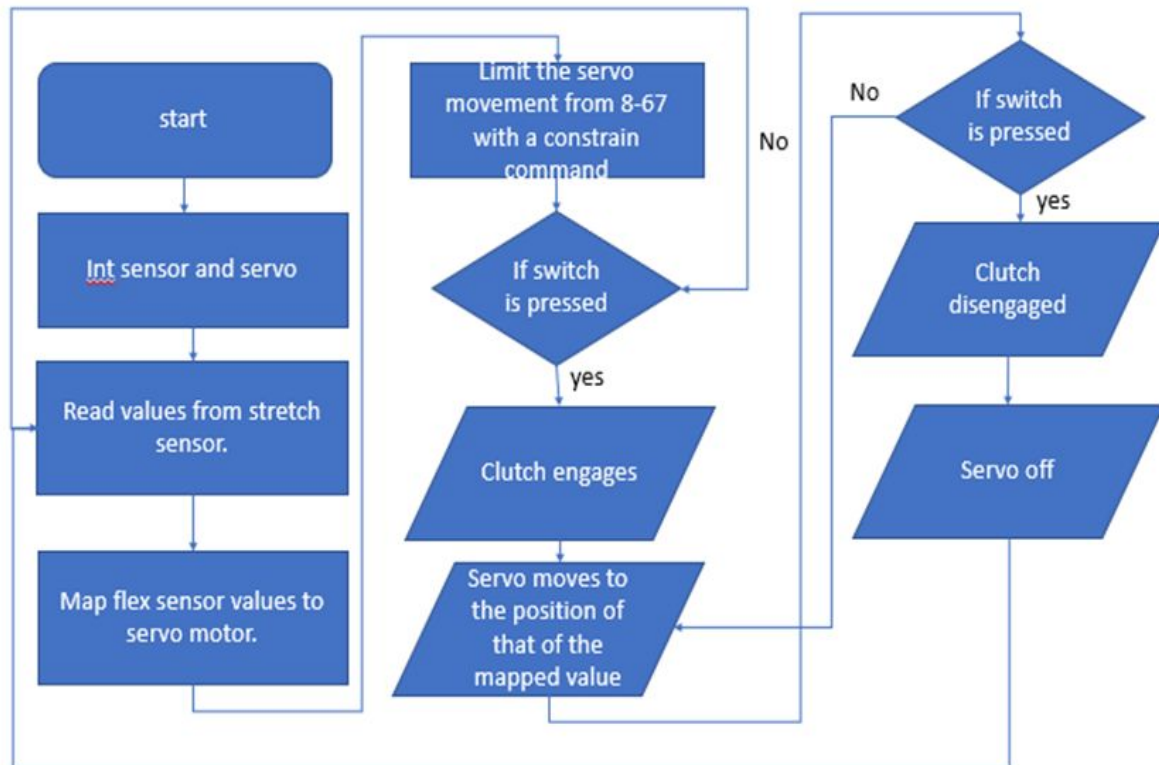 start
Int sensor and servo
Read values from stretch
sensor.
Map flex sensor values to
servo motor.
Limit the servo
movement from 8-67
with a constrain
command
If switch
is pressed
No
yes
Clutch engages
Servo moves to
the position of
that of the
mapped value
If switch
is pressed
No
yes
Clutch
disengaged
Servo off